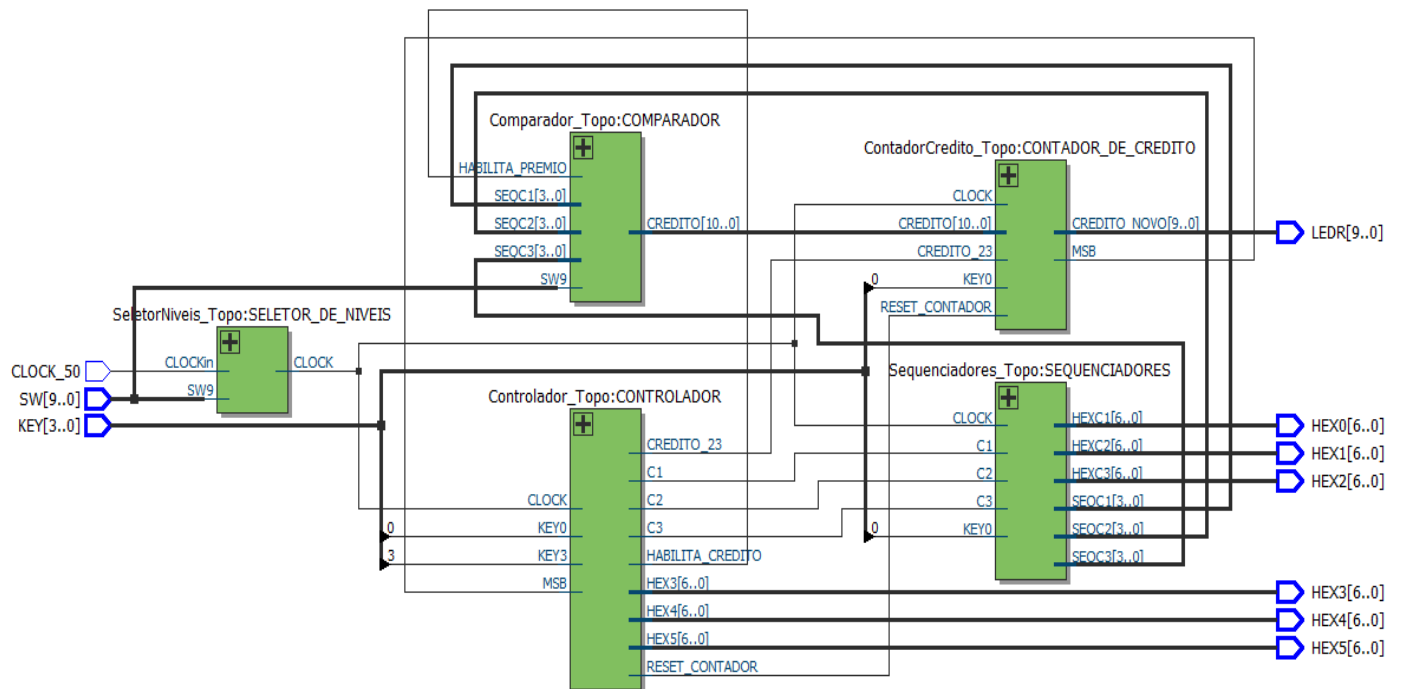 Comparador_Topo:COMPARADOR
HABILITA_PREMIO
SEQC1[3..0]
SEQC2[3..0]
SEQC3[3..0]
SW9
CREDITO[10..0]
ContadorCredito_Topo:CONTADOR_DE_CREDITO
CLOCK
CREDITO[10..0]
CREDITO_23
KEY0
RESET_CONTADOR
CREDITO_NOVO[9..0]
MSB
0
LEDR[9..0]
SeletorNiveis_Topo:SELETOR_DE_NIVEIS
CLOCKin
SW9
CLOCK
CLOCK_50
SW[9..0]
KEY[3..0]
Controlador_Topo:CONTROLADOR
CLOCK
KEY0
KEY3
MSB
0
3
CREDITO_23
C1
C2
C3
HABILITA_CREDITO
HEX3[6..0]
HEX4[6..0]
HEX5[6..0]
RESET_CONTADOR
Sequenciadores_Topo:SEQUENCIADORES
CLOCK
C1
C2
C3
KEY0
0
HEXC1[6..0]
HEXC2[6..0]
HEXC3[6..0]
SEQC1[3..0]
SEQC2[3..0]
SEQC3[3..0]
HEX0[6..0]
HEX1[6..0]
HEX2[6..0]
HEX3[6..0]
HEX4[6..0]
HEX5[6..0]